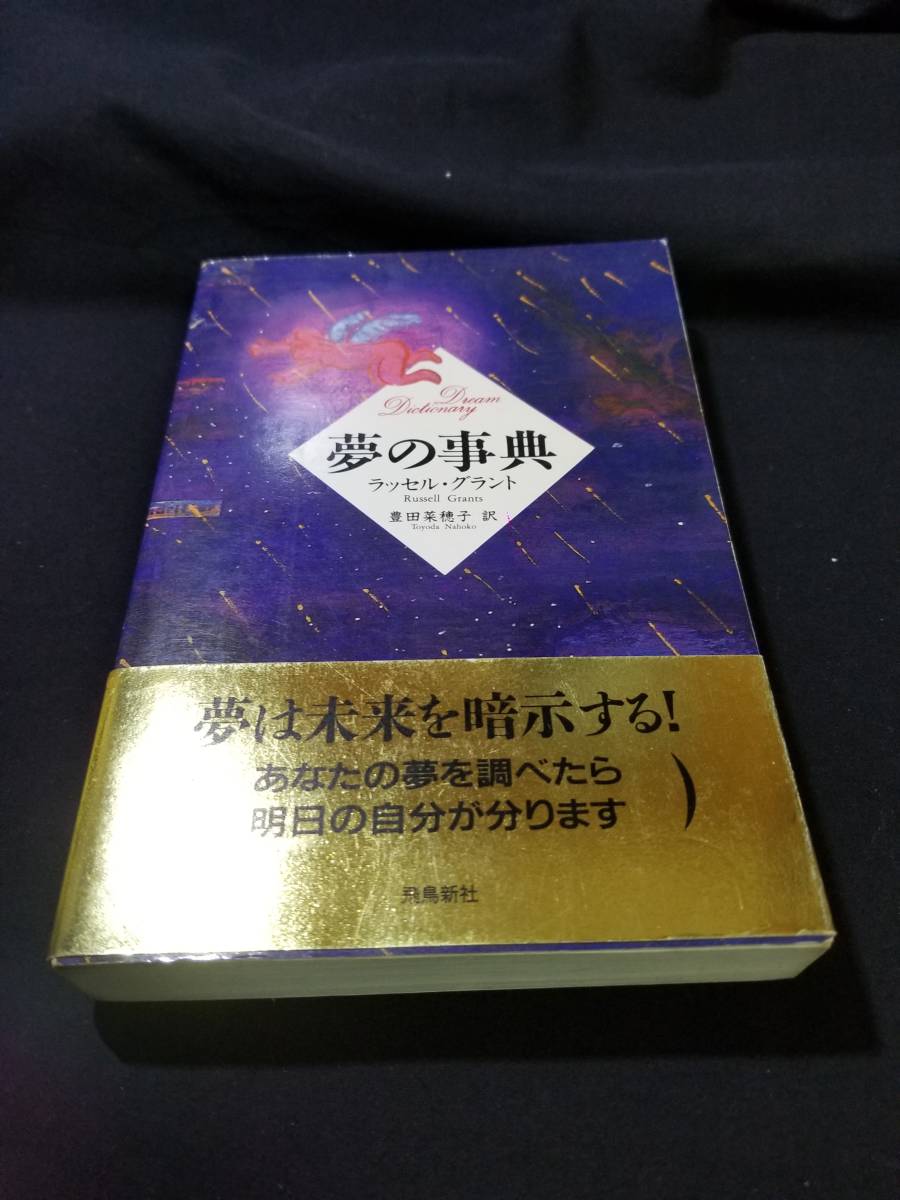 Dream
Dictionary
夢の事典
ラッセル・グラント
Russell Grants
豊田菜穂子 訳
Toyoda Nahoko
夢は未来を暗示する!
あなたの夢を調べたら
明日の自分が分ります
飛鳥新社